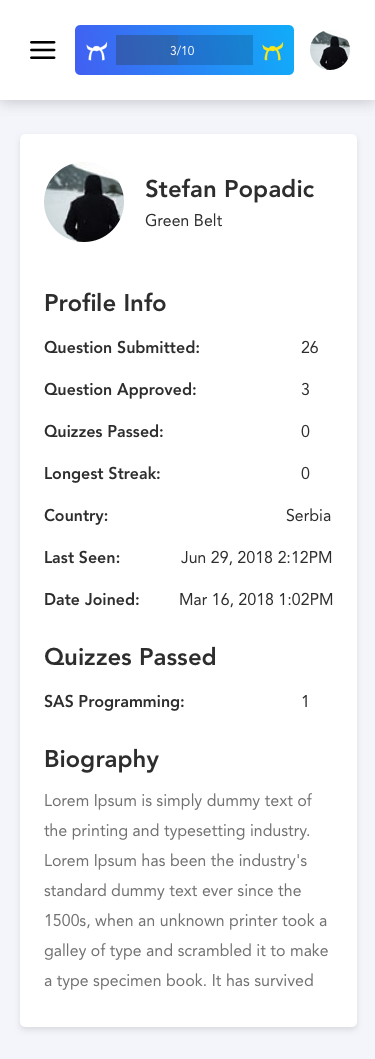 3/10
Stefan Popadic
Green Belt
Profile Info
Question Submitted: 26
Question Approved: 3
Quizzes Passed: 0
Longest Streak: 0
Country: Serbia
Last Seen: Jun 29, 2018 2:12PM
Date Joined: Mar 16, 2018 1:02PM
Quizzes Passed
SAS Programming: 1
Biography
Lorem Ipsum is simply dummy text of
the printing and typesetting industry.
Lorem Ipsum has been the industry's
standard dummy text ever since the
1500s, when an unknown printer took a
galley of type and scrambled it to make
a type specimen book. It has survived